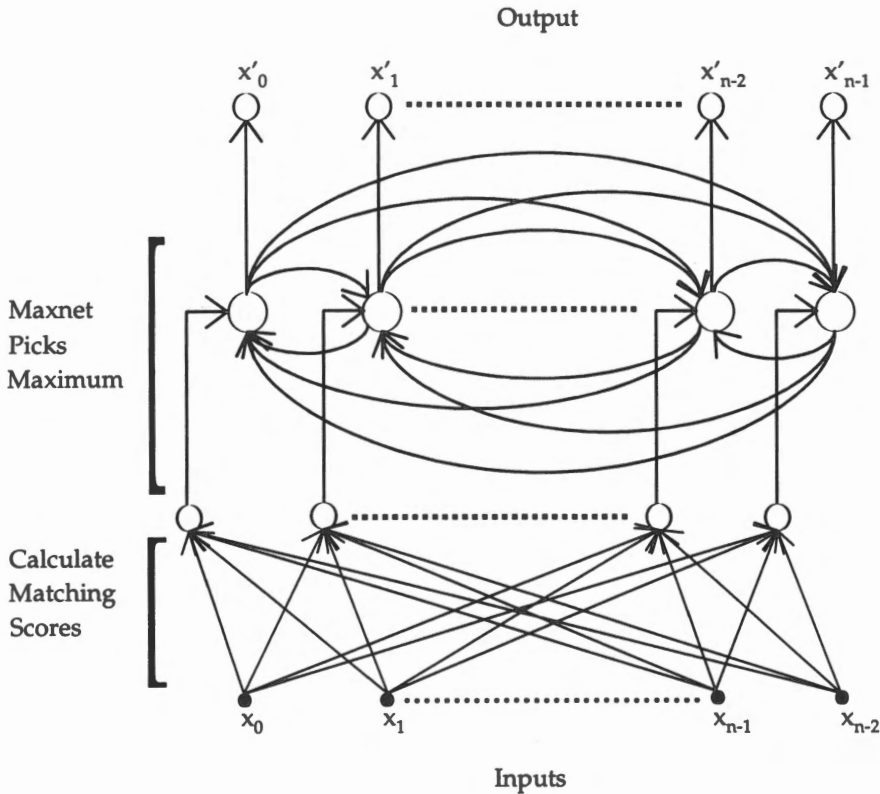 Output
x′₀ x′₁ x′ₙ₋₂ x′ₙ₋₁
Maxnet
Picks
Maximum
Calculate
Matching
Scores
x₀ x₁ xₙ₋₁ xₙ₋₂
Inputs